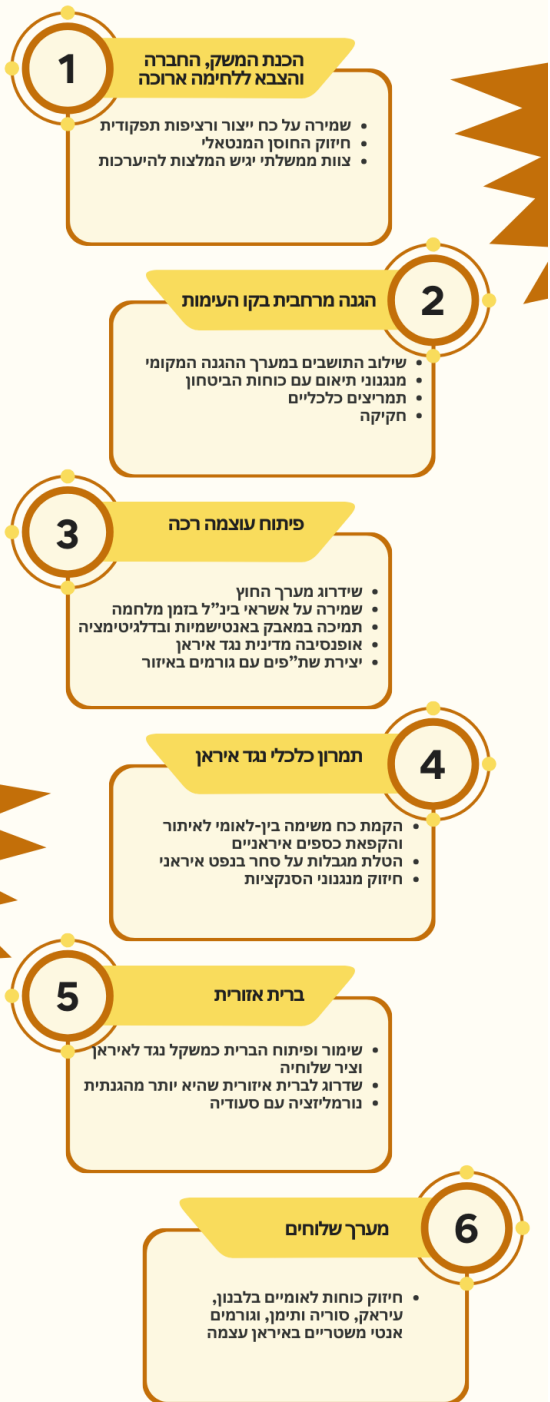 1
הכנת המשק, החברה
והצבא ללחימה ארוכה
• שמירה על כח ייצור ורציפות תפקודית
• חיזוק החוסן המנטאלי
• צוות ממשלתי יגיש המלצות להיערכות
2
הגנה מרחבית בקו העימות
• שילוב התושבים במערך ההגנה המקומי
• מנגנוני תיאום עם כוחות הביטחון
• תמריצים כלכליים
• חקיקה
3
פיתוח עוצמה רכה
• שידרוג מערך החוץ
• שמירה על אשראי בינ"ל בזמן מלחמה
• תמיכה במאבק באנטישמיות ובדלגיטימציה
• אופנסיבה מדינית נגד איראן
• יצירת שת"פים עם גורמים באיזור
4
תמרון כלכלי נגד איראן
• הקמת כח משימה בין-לאומי לאיתור
והקפאת כספים איראניים
• הטלת מגבלות על סחר בנפט איראני
• חיזוק מנגנוני הסנקציות
5
ברית אזורית
• שימור ופיתוח הברית כמשקל נגד לאיראן
וציר שלוחיה
• שדרוג לברית איזורית שהיא יותר מהגנתית
• נורמליזציה עם סעודיה
6
מערך שלוחים
• חיזוק כוחות לאומיים בלבנון,
עיראק, סוריה ותימן, וגורמים
אנטי משטריים באיראן עצמה